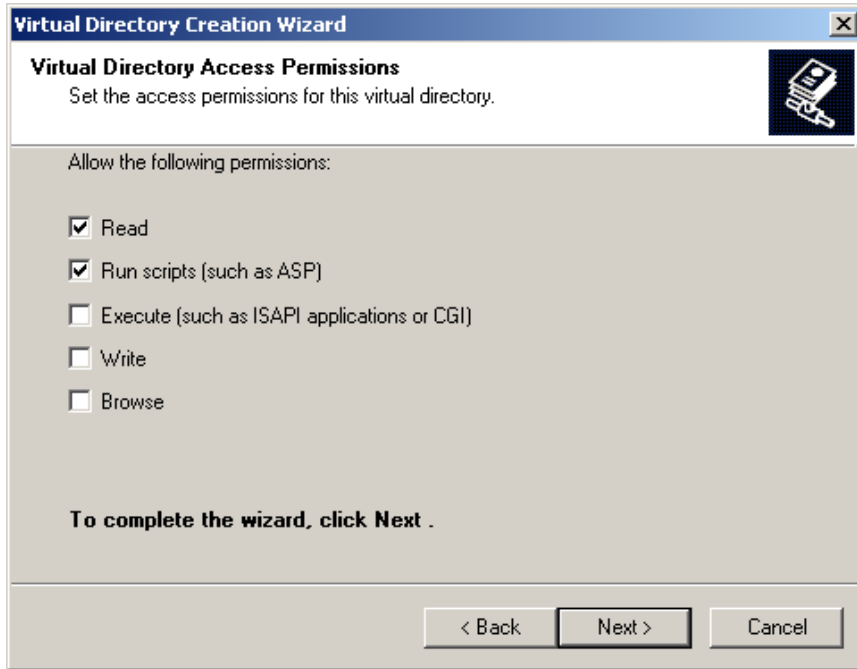 Virtual Directory Creation Wizard
Virtual Directory Access Permissions
Set the access permissions for this virtual directory.
Allow the following permissions:
Read
Run scripts (such as ASP)
Execute (such as ISAPI applications or CGI)
Write
Browse
To complete the wizard, click Next .
< Back Next > Cancel